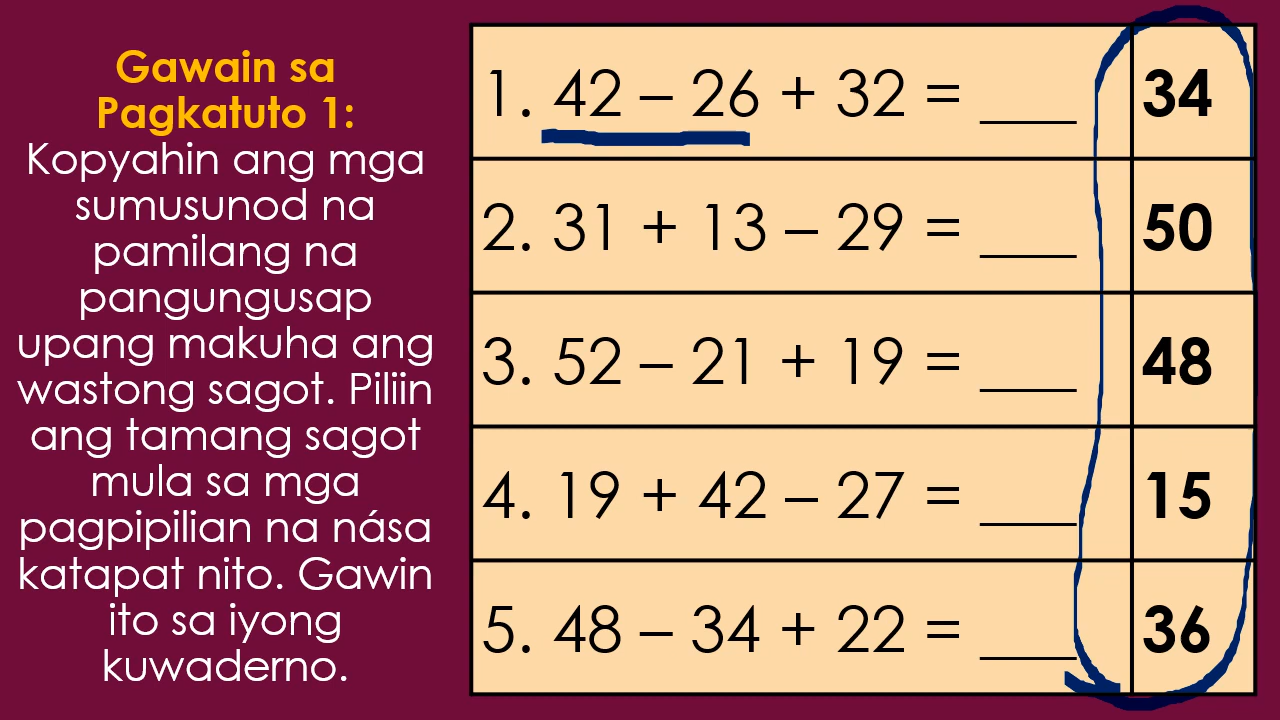 Gawain sa
Pagkatuto 1:
Kopyahin ang mga
sumusunod na
pamilang na
pangungusap
upang makuha ang
wastong sagot. Piliin
ang tamang sagot
mula sa mga
pagpipilian na nása
katapat nito. Gawin
ito sa iyong
kuwaderno.
1. 42 – 26 + 32 = ___ 34
2. 31 + 13 – 29 = ___ 50
3. 52 – 21 + 19 = ___ 48
4. 19 + 42 – 27 = ___ 15
5. 48 – 34 + 22 = ___ 36